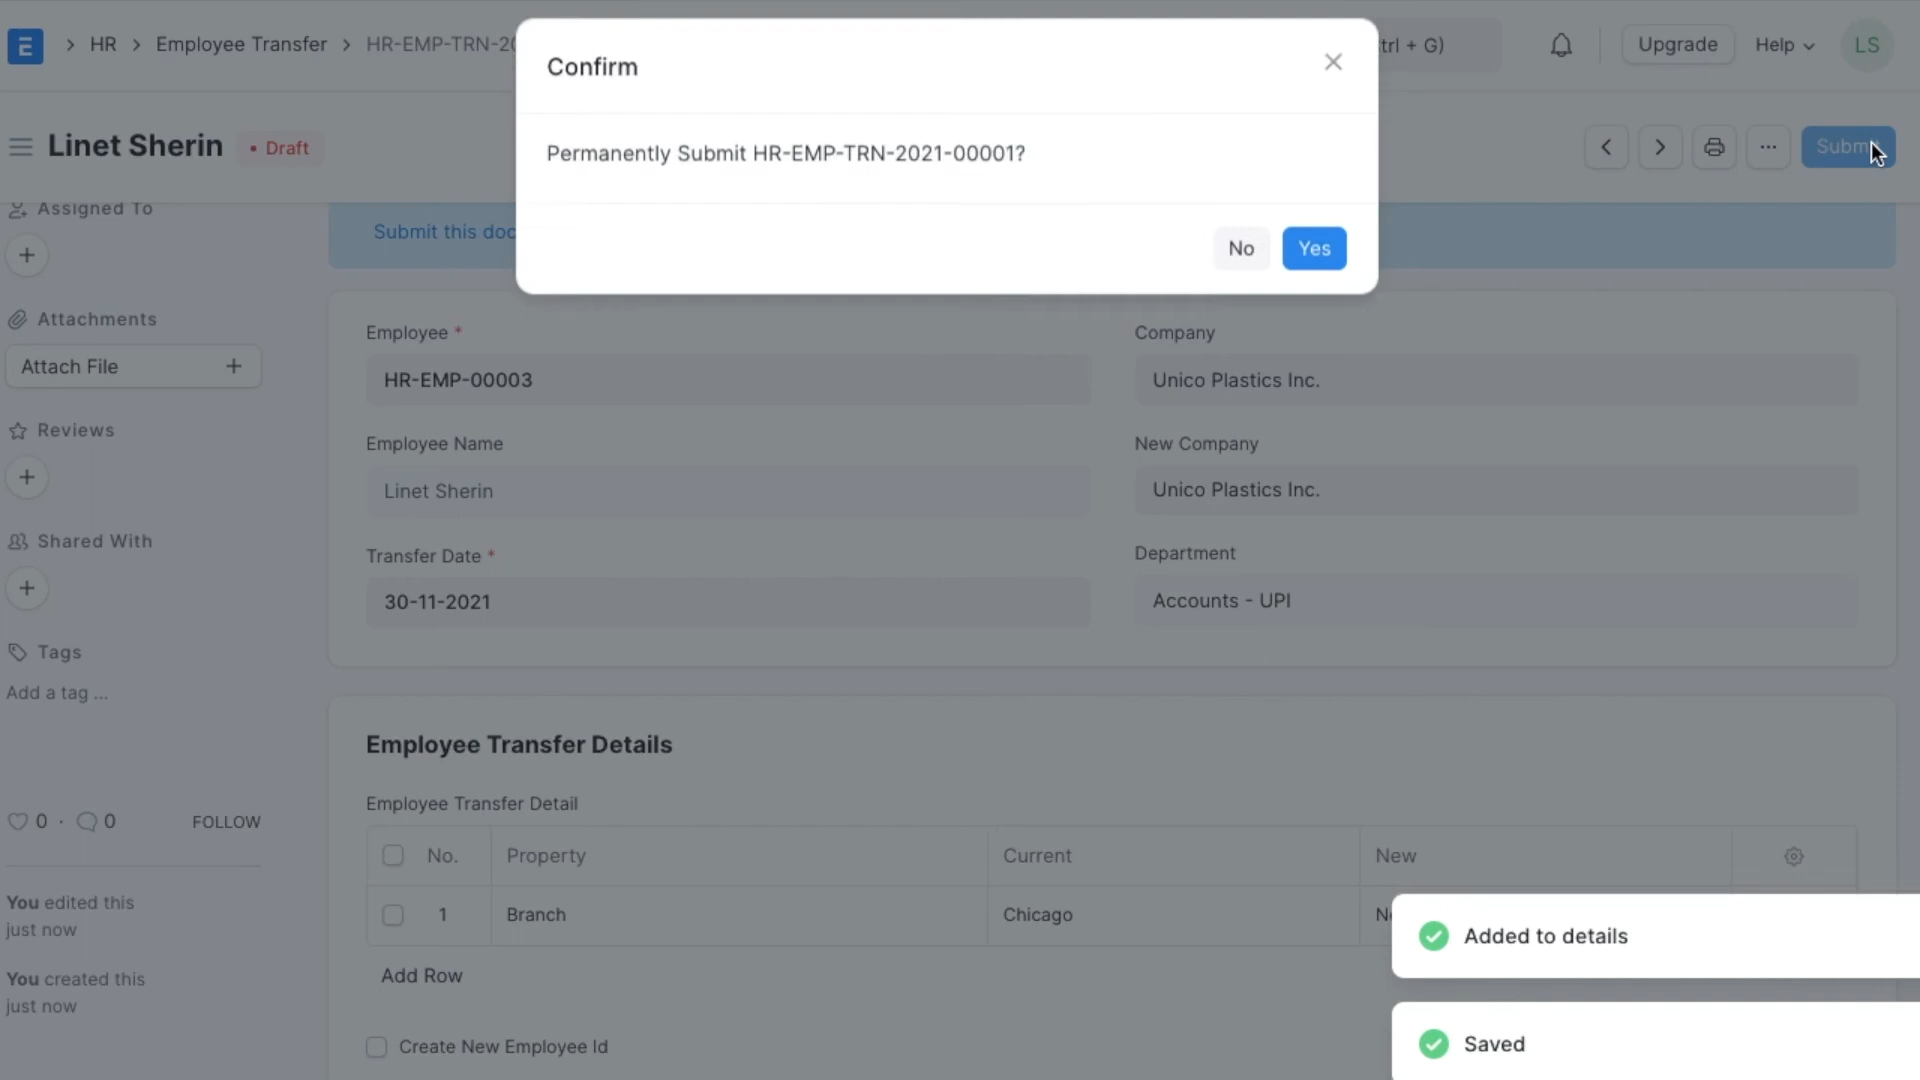 E
HR
Employee Transfer
HR-EMP-TRN-20
trl + G)
Upgrade
Help
LS
Confirm
Permanently Submit HR-EMP-TRN-2021-00001?
No
Yes
Linet Sherin
Draft
Submit
Assigned To
Submit this doc
Attachments
Attach File
Reviews
Shared With
Tags
Add a tag ...
0 · 0
FOLLOW
You edited this
just now
You created this
just now
Employee *
HR-EMP-00003
Company
Unico Plastics Inc.
Employee Name
Linet Sherin
New Company
Unico Plastics Inc.
Transfer Date *
30-11-2021
Department
Accounts - UPI
Employee Transfer Details
Employee Transfer Detail
No. Property Current New
1 Branch Chicago
Add Row
Create New Employee Id
Added to details
Saved